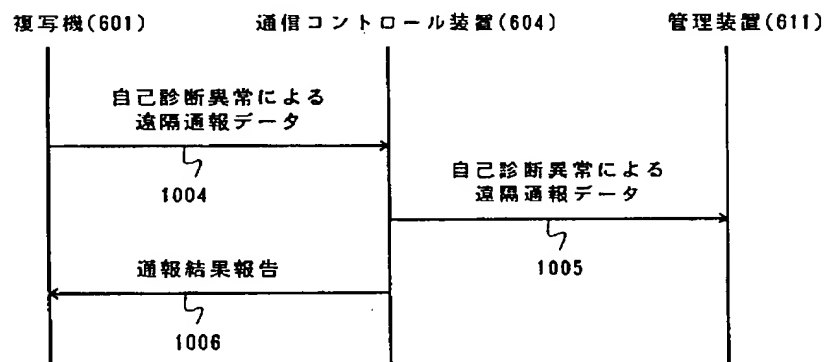 複写機(601) 通信コントロール装置(604) 管理装置(611)
自己診断異常による
遠隔通報データ
1004
自己診断異常による
遠隔通報データ
1005
通報結果報告
1006